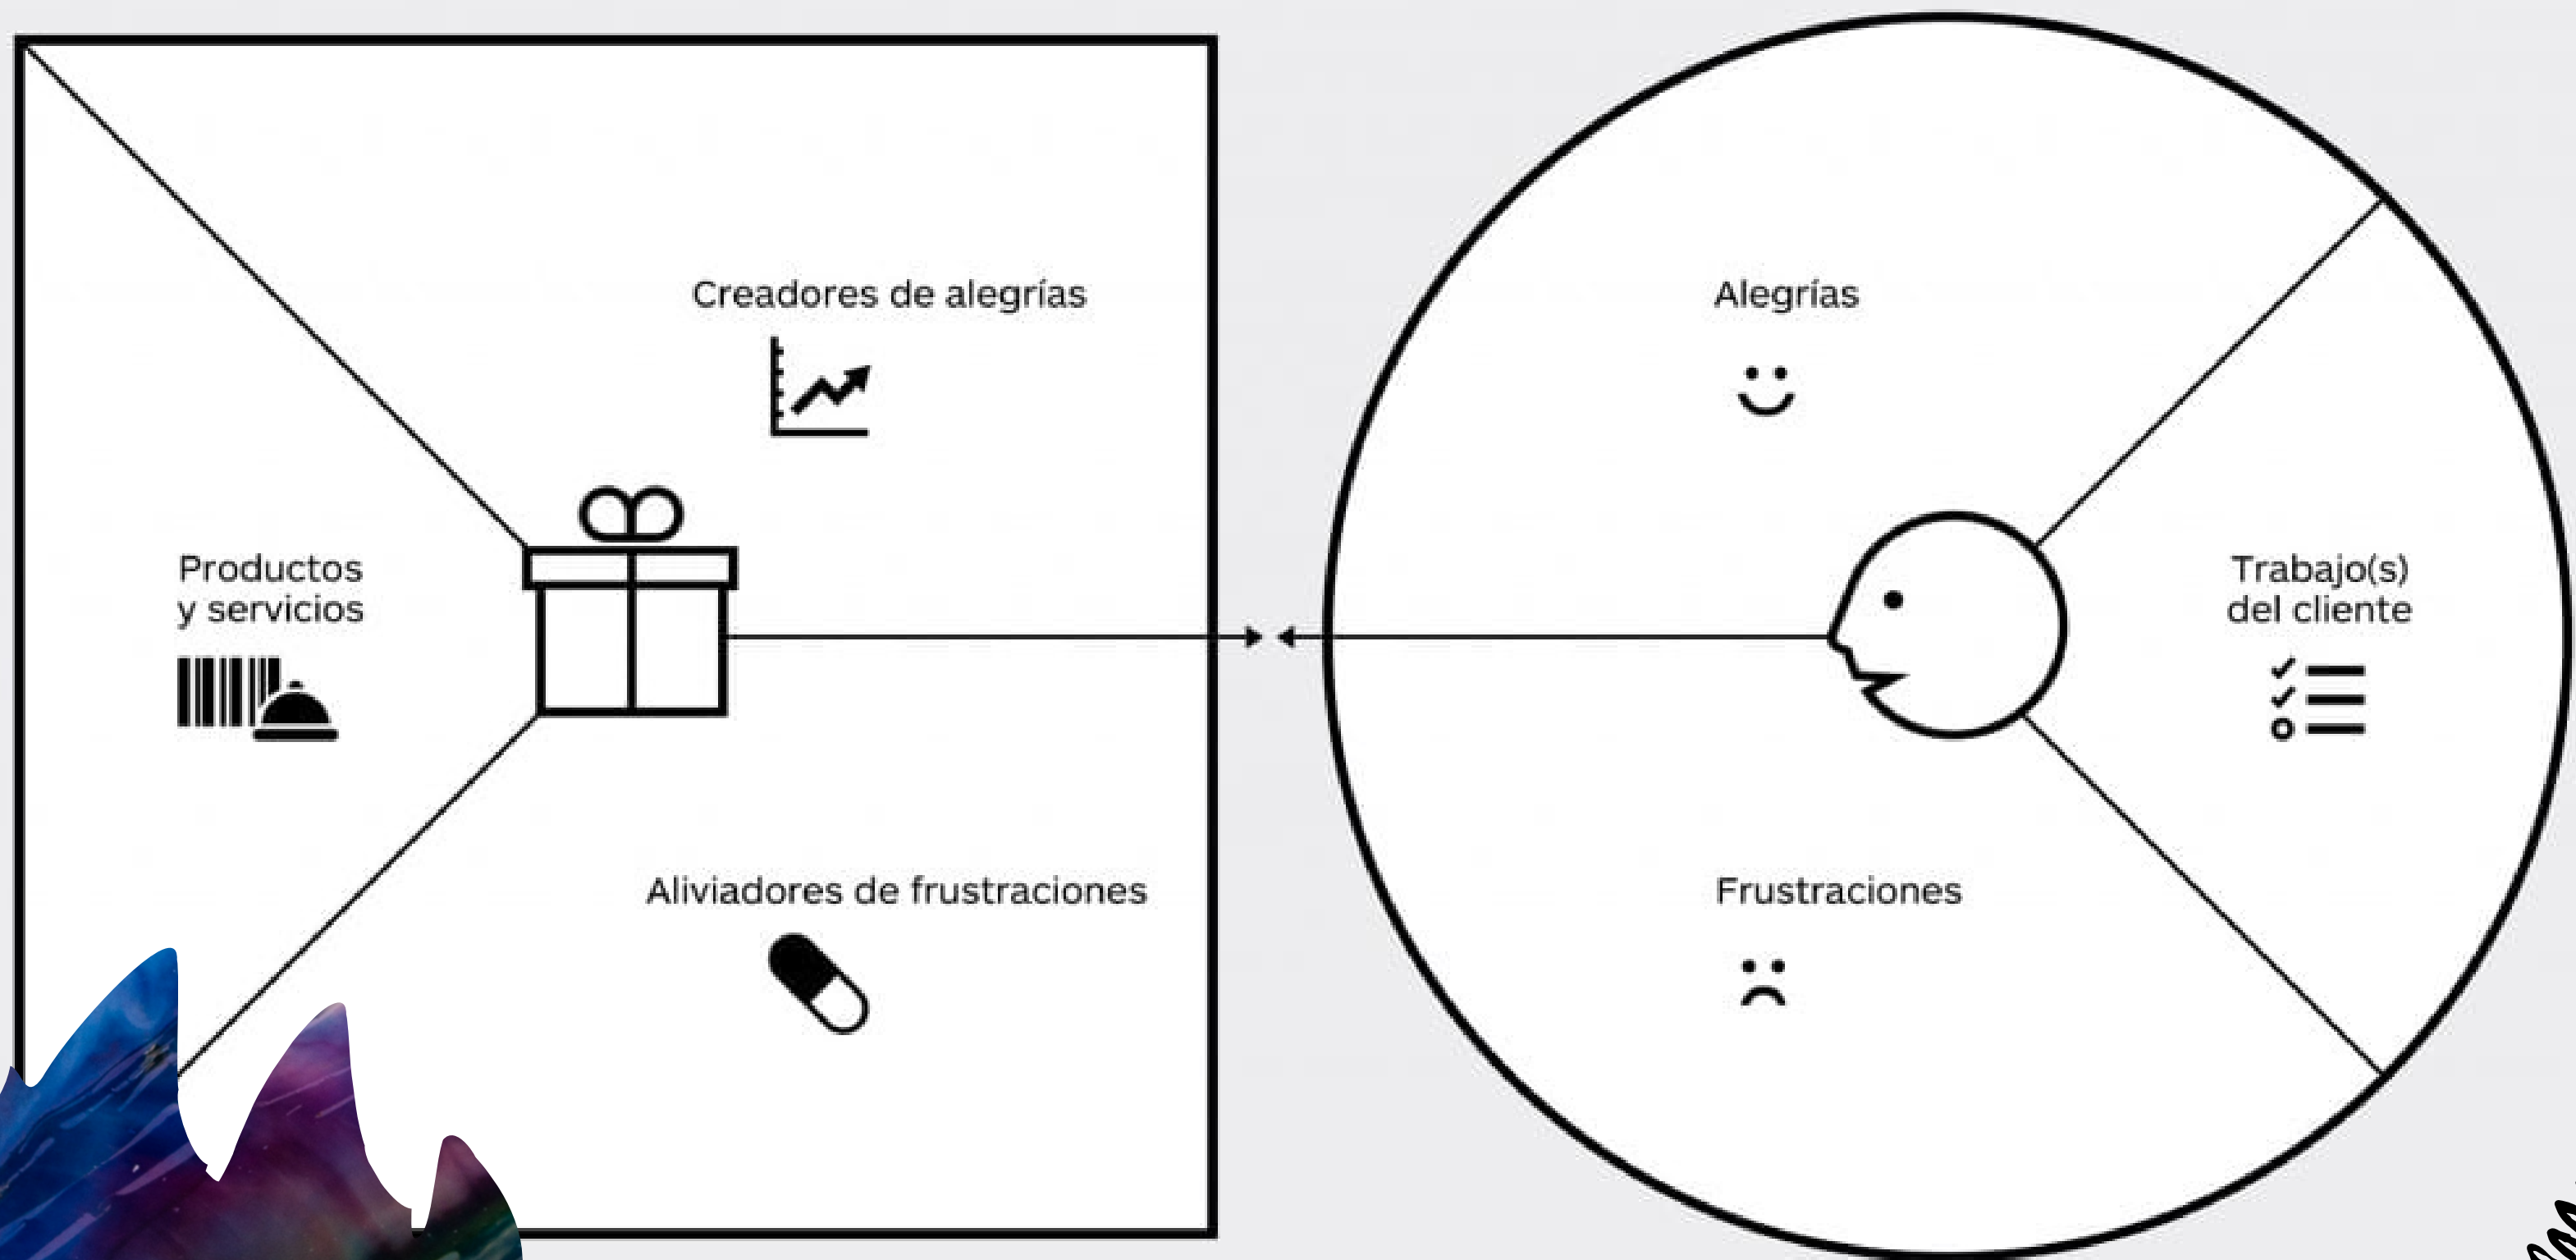 Creadores de alegrías
Productos
y servicios
Aliviadores de frustraciones
Alegrías
Trabajo(s)
del cliente
Frustraciones